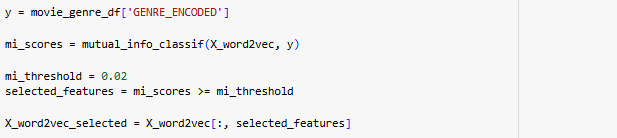 y = movie_genre_df['GENRE_ENCODED']
mi_scores = mutual_info_classif(X_word2vec, y)
mi_threshold = 0.02
selected_features = mi_scores >= mi_threshold
X_word2vec_selected = X_word2vec[:, selected_features]